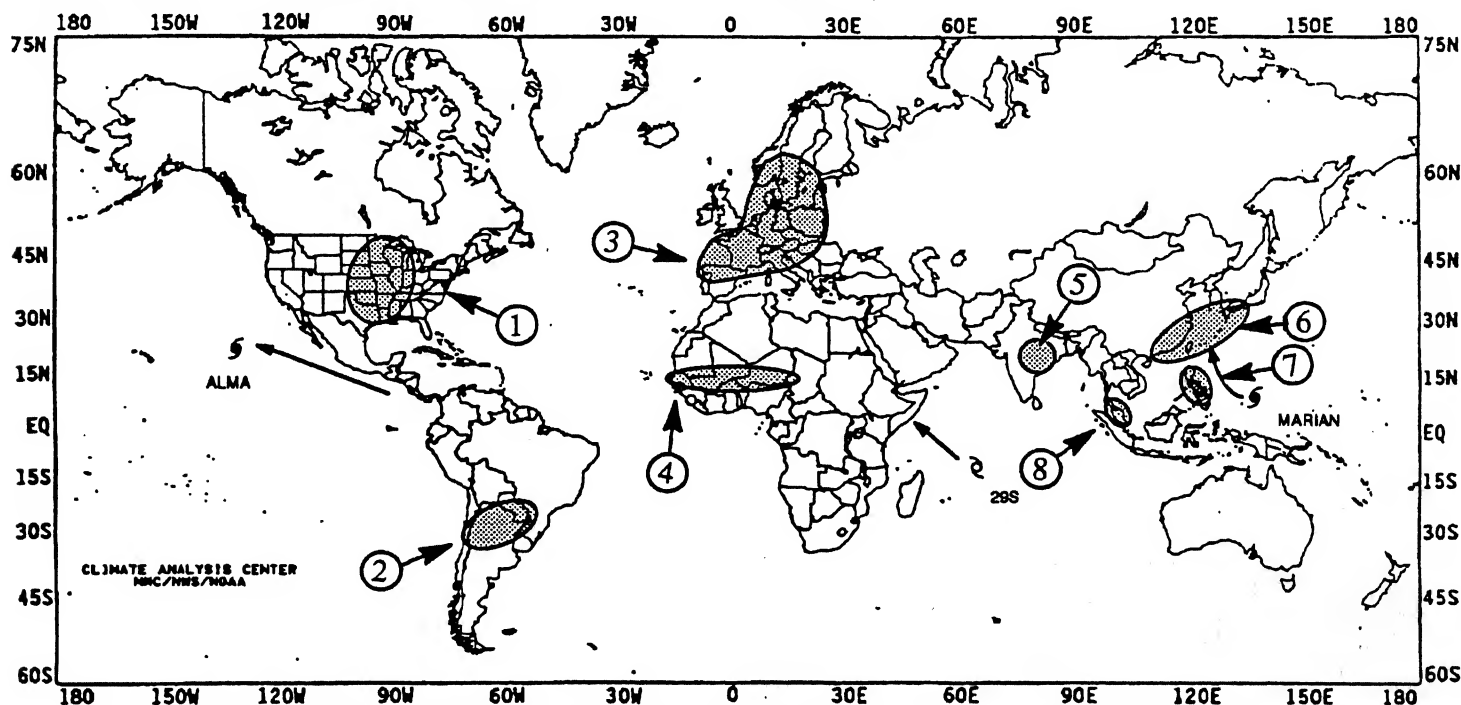 180 150W 120W 90W 60W 30W 0 30E 60E 90E 120E 150E 180
75N 75N
60N 60N
45N 45N
30N 30N
15N 15N
EQ EQ
15S 15S
30S 30S
45S 45S
60S 60S
3
5
1
6
7
ALMA
MARIAN
4
8
29S
2
CLIMATE ANALYSIS CENTER
NMC/NWS/NOAA
180 150W 120W 90W 60W 30W 0 30E 60E 90E 120E 150E 180